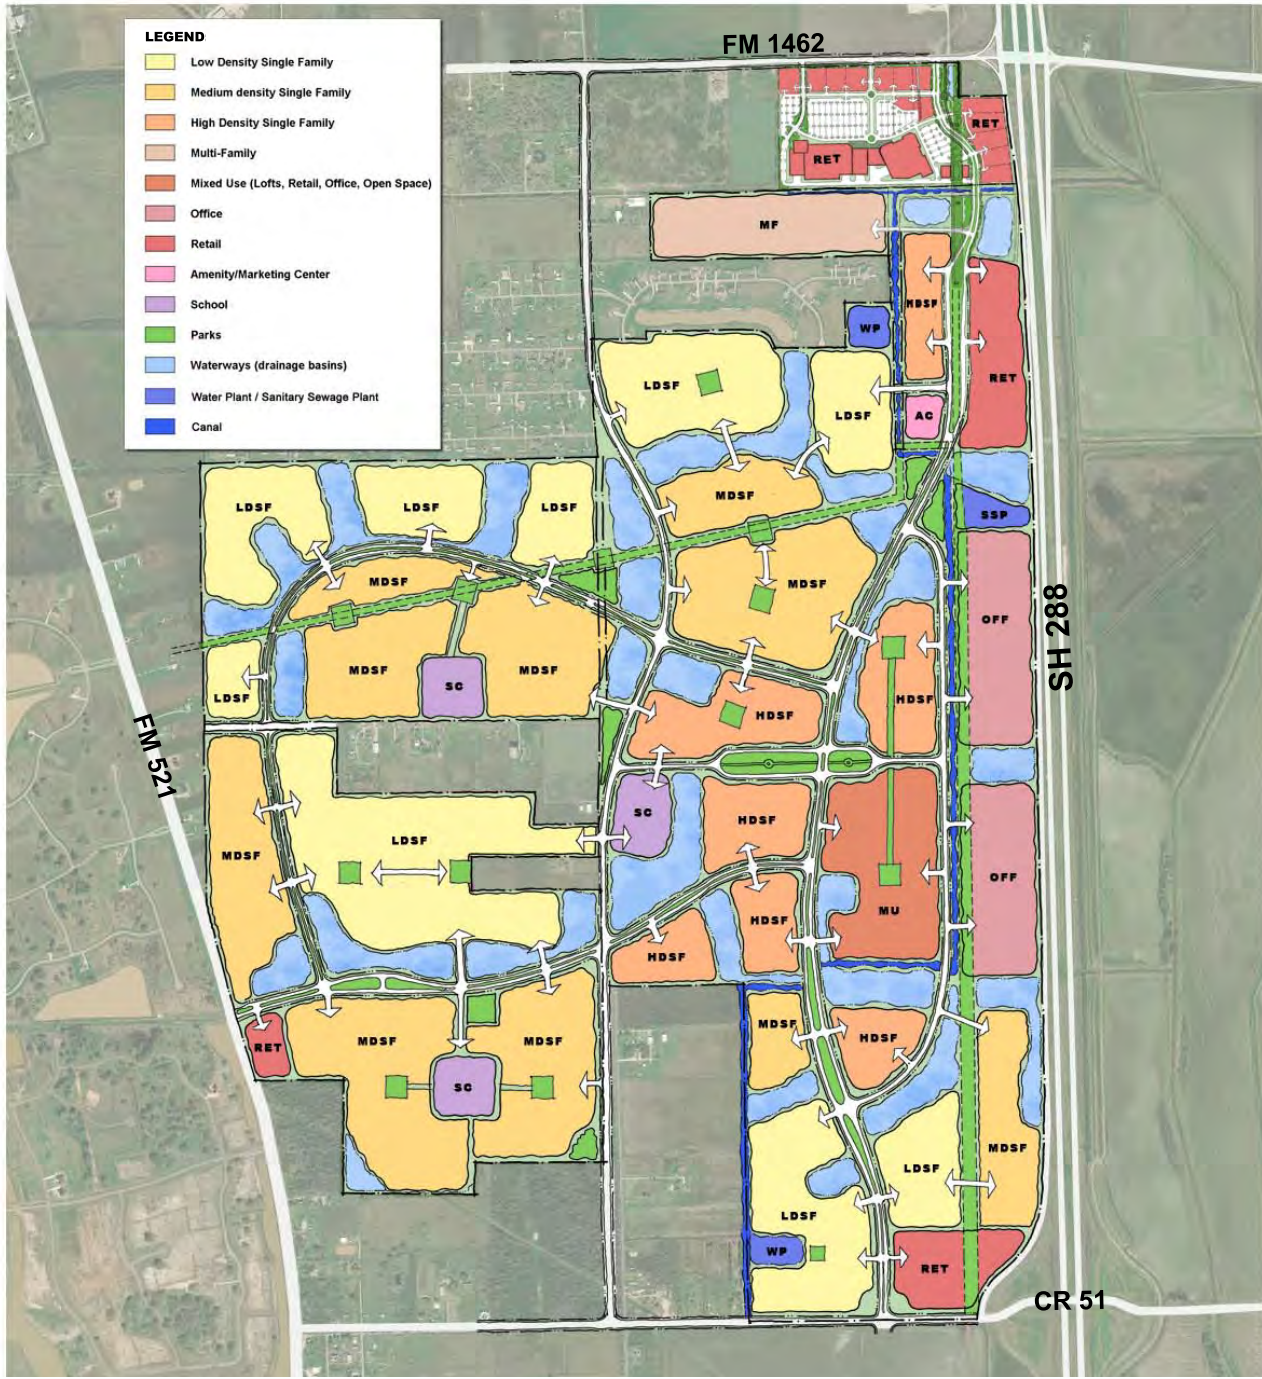 LEGEND
Low Density Single Family
Medium density Single Family
High Density Single Family
Multi-Family
Mixed Use (Lofts, Retail, Office, Open Space)
Office
Retail
Amenity/Marketing Center
School
Parks
Waterways (drainage basins)
Water Plant / Sanitary Sewage Plant
Canal
FM 1462
RET
RET
MF
HDSF
WP
RET
LDSF
LDSF
AC
MDSF
LDSF
LDSF
LDSF
SSP
MDSF
MDSF
OFF
SH 288
MDSF
SC
MDSF
LDSF
HDSF
HDSF
FM 521
SC
HDSF
LDSF
MDSF
OFF
MU
HDSF
HDSF
MDSF
HDSF
RET
MDSF
MDSF
SC
MDSF
LDSF
LDSF
WP
RET
CR 51